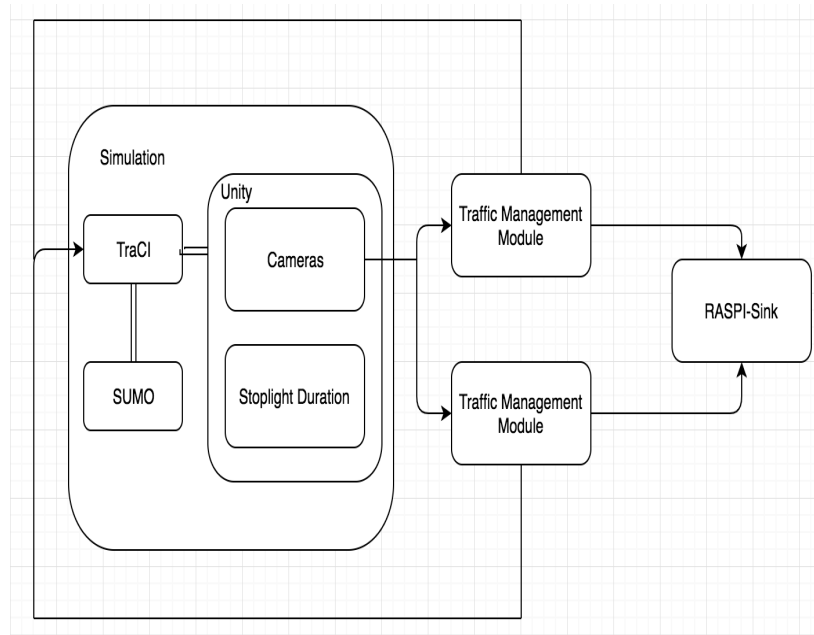 Simulation
Unity
TraCI
Cameras
SUMO
Stoplight Duration
Traffic Management
Module
Traffic Management
Module
RASPI-Sink